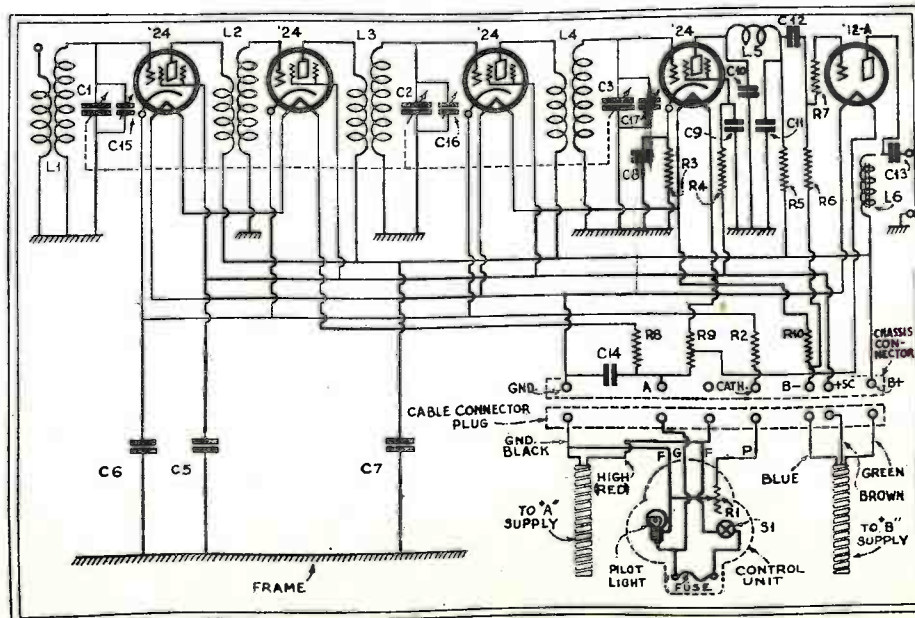 '24
L2
'24
L3
'24
L4
'24
L5
C12
'12-A
C1
C15
C2
C16
C3
C17
C8
R3
C10
C9
R4
C11
R5
R7
R6
C13
L6
L1
C14
R8
R9
R2
R10
CHASSIS
CON-
NECTOR
GND.
A
CATH.
B-
+SC
B+
CABLE CONNECTOR
PLUG
GND.
BLACK
HIGH
(RED)
F
G
F
P
BLUE
GREEN
BROWN
C6
C5
C7
R1
S1
TO "A"
SUPPLY
PILOT
LIGHT
FUSE
CONTROL
UNIT
TO "B"
SUPPLY
FRAME